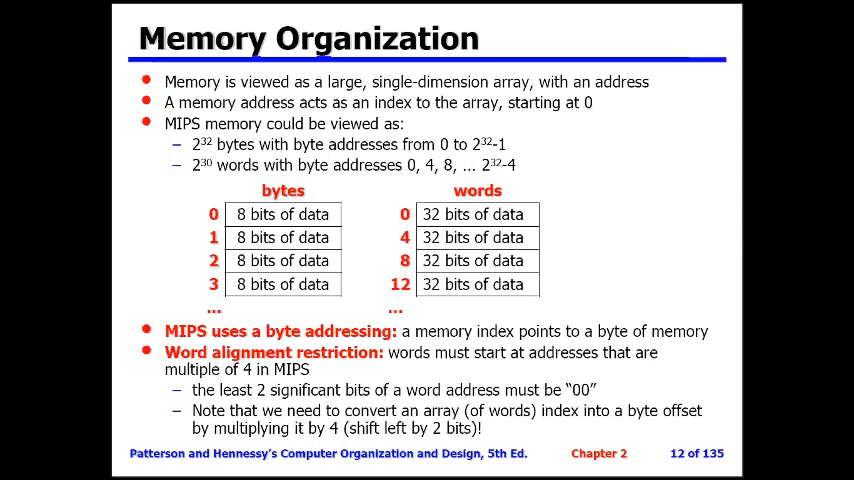 Memory Organization
Memory is viewed as a large, single-dimension array, with an address
A memory address acts as an index to the array, starting at 0
MIPS memory could be viewed as:
– 2³² bytes with byte addresses from 0 to 2³²-1
– 2³⁰ words with byte addresses 0, 4, 8, ... 2³²-4
bytes words
0 8 bits of data 0 32 bits of data
1 8 bits of data 4 32 bits of data
2 8 bits of data 8 32 bits of data
3 8 bits of data 12 32 bits of data
... ...
MIPS uses a byte addressing: a memory index points to a byte of memory
Word alignment restriction: words must start at addresses that are
multiple of 4 in MIPS
– the least 2 significant bits of a word address must be “00”
– Note that we need to convert an array (of words) index into a byte offset
by multiplying it by 4 (shift left by 2 bits)!
Patterson and Hennessy's Computer Organization and Design, 5th Ed. Chapter 2 12 of 135